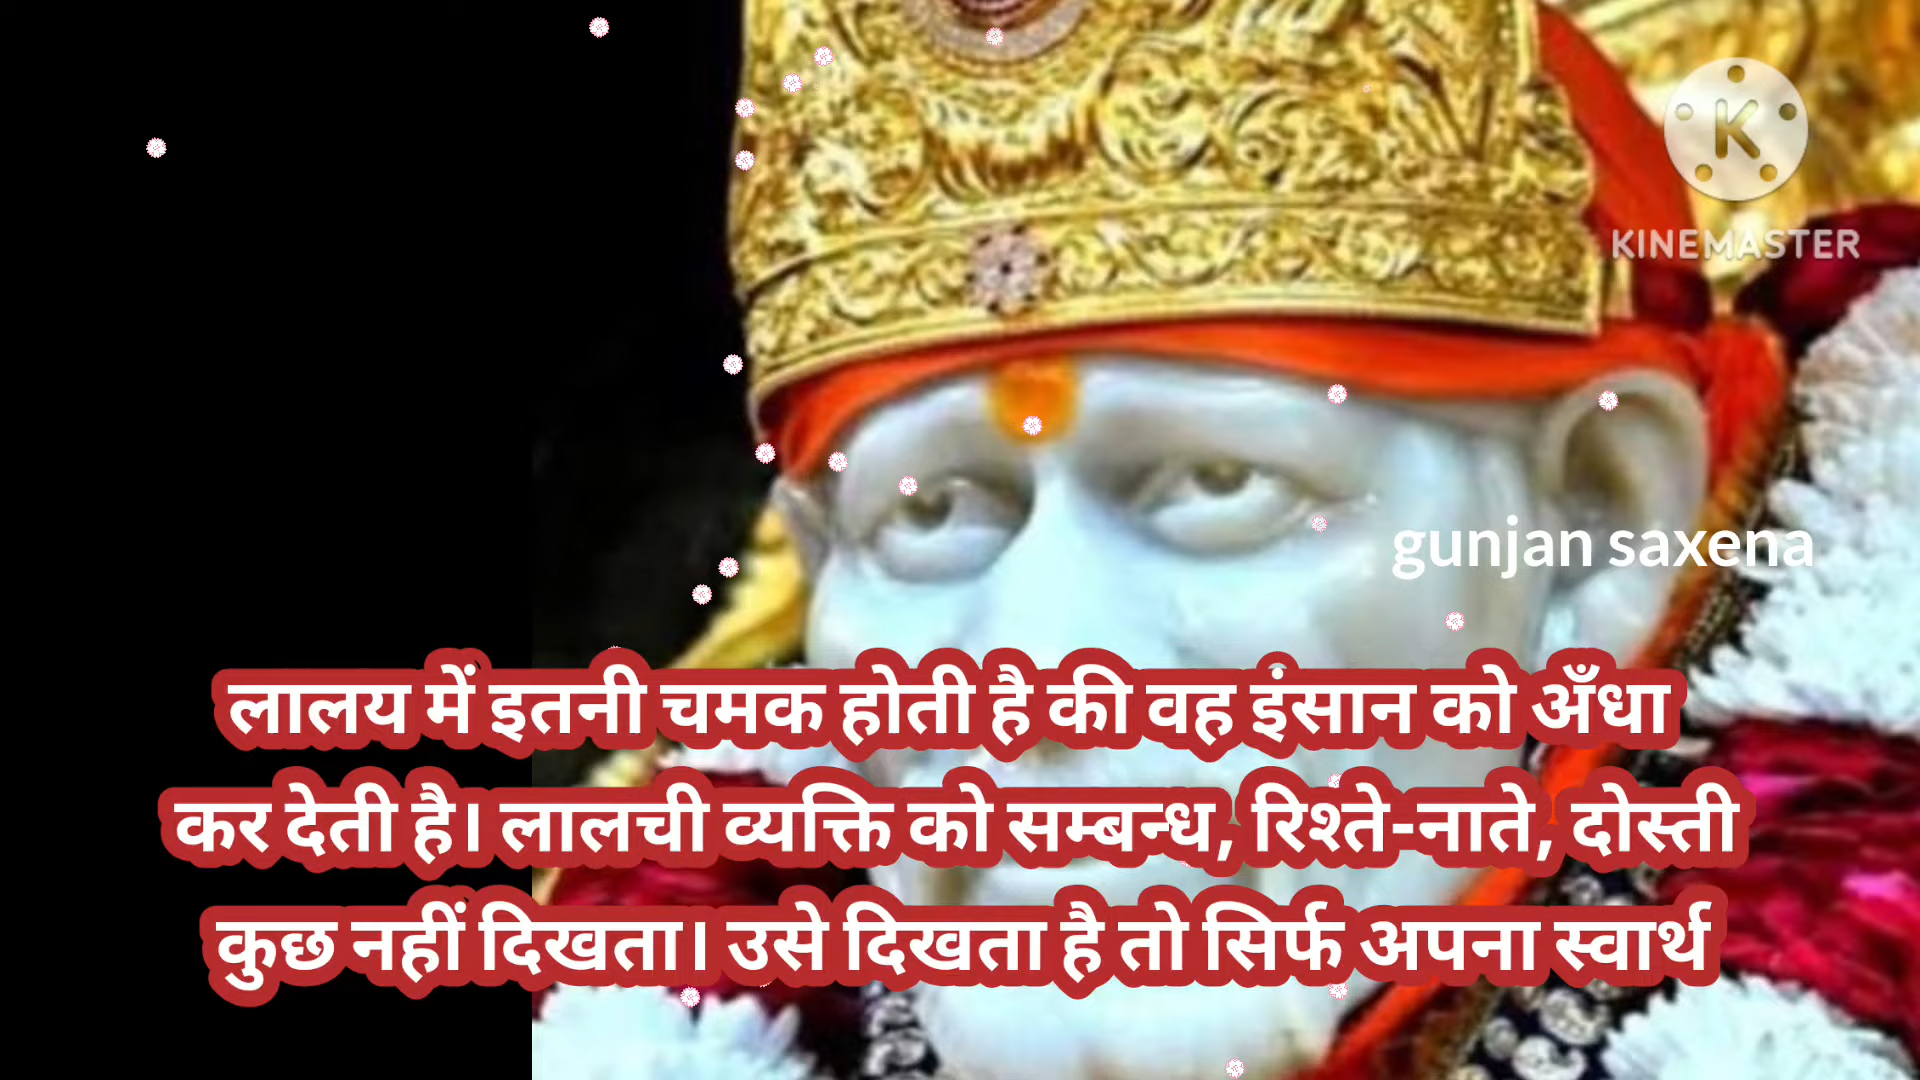 K
KINEMASTER
gunjan saxena
लालय में इतनी चमक होती है की वह इंसान को अँधा
कर देती है। लालची व्यक्ति को सम्बन्ध, रिश्ते-नाते, दोस्ती
कुछ नहीं दिखता। उसे दिखता है तो सिर्फ अपना स्वार्थ